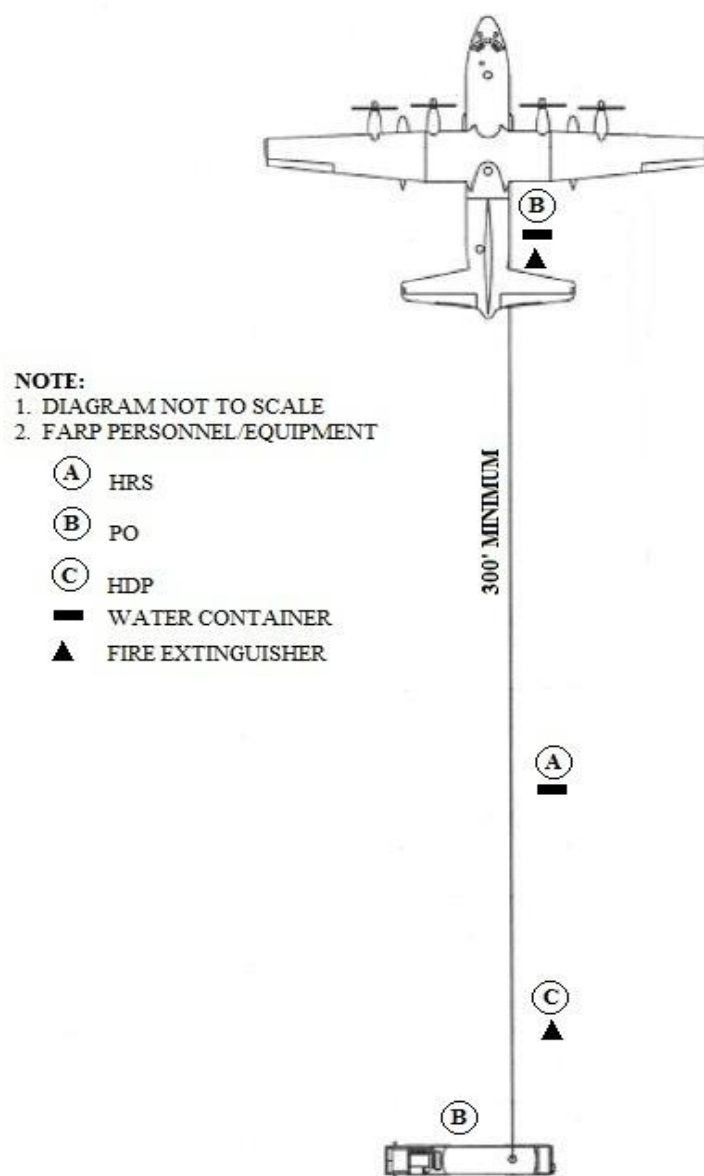 B
NOTE:
1. DIAGRAM NOT TO SCALE
2. FARP PERSONNEL/EQUIPMENT
A HRS
B PO
C HDP
WATER CONTAINER
FIRE EXTINGUISHER
300' MINIMUM
A
C
B